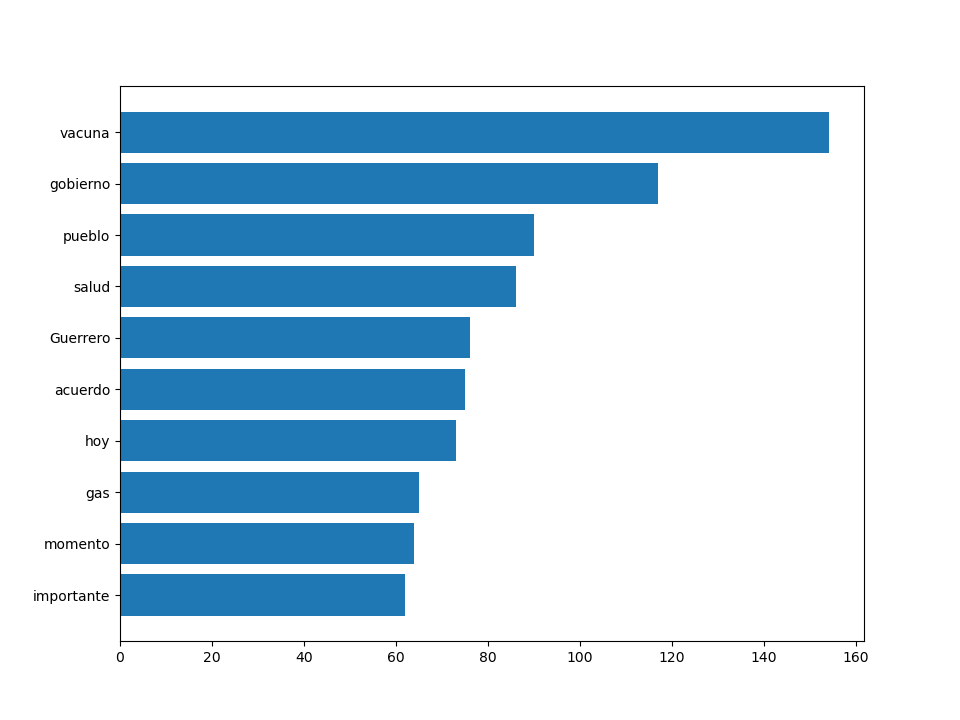 vacuna
gobierno
pueblo
salud
Guerrero
acuerdo
hoy
gas
momento
importante
0 20 40 60 80 100 120 140 160